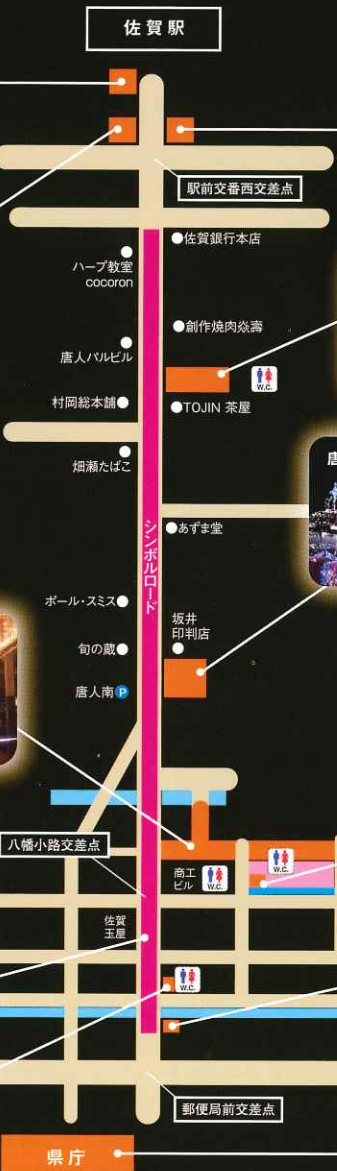 佐賀駅
駅前交番西交差点
佐賀銀行本店
ハープ教室
cocoron
創作焼肉焱壽
唐人バルビル
W.C.
村岡総本舗
TOJIN 茶屋
畑瀬たばこ
唐
シンボルロード
あずま堂
ポール・スミス
坂井
印判店
旬の蔵
唐人南 P
八幡小路交差点
商工
ビル
W.C.
W.C.
佐賀
玉屋
W.C.
郵便局前交差点
県庁